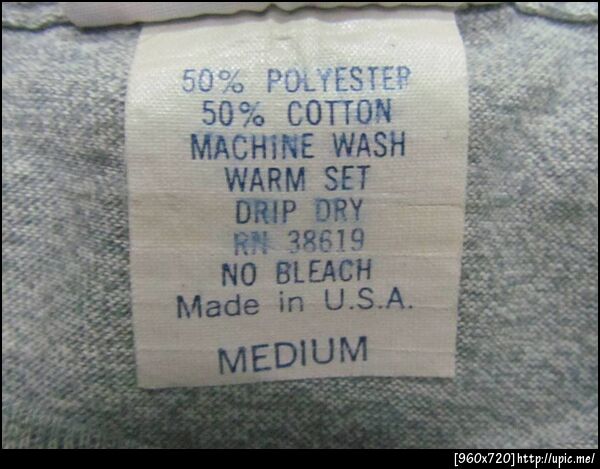 50% POLYESTER
50% COTTON
MACHINE WASH
WARM SET
DRIP DRY
RN 38619
NO BLEACH
Made in U.S.A.
MEDIUM
[960x720]http://upic.me/